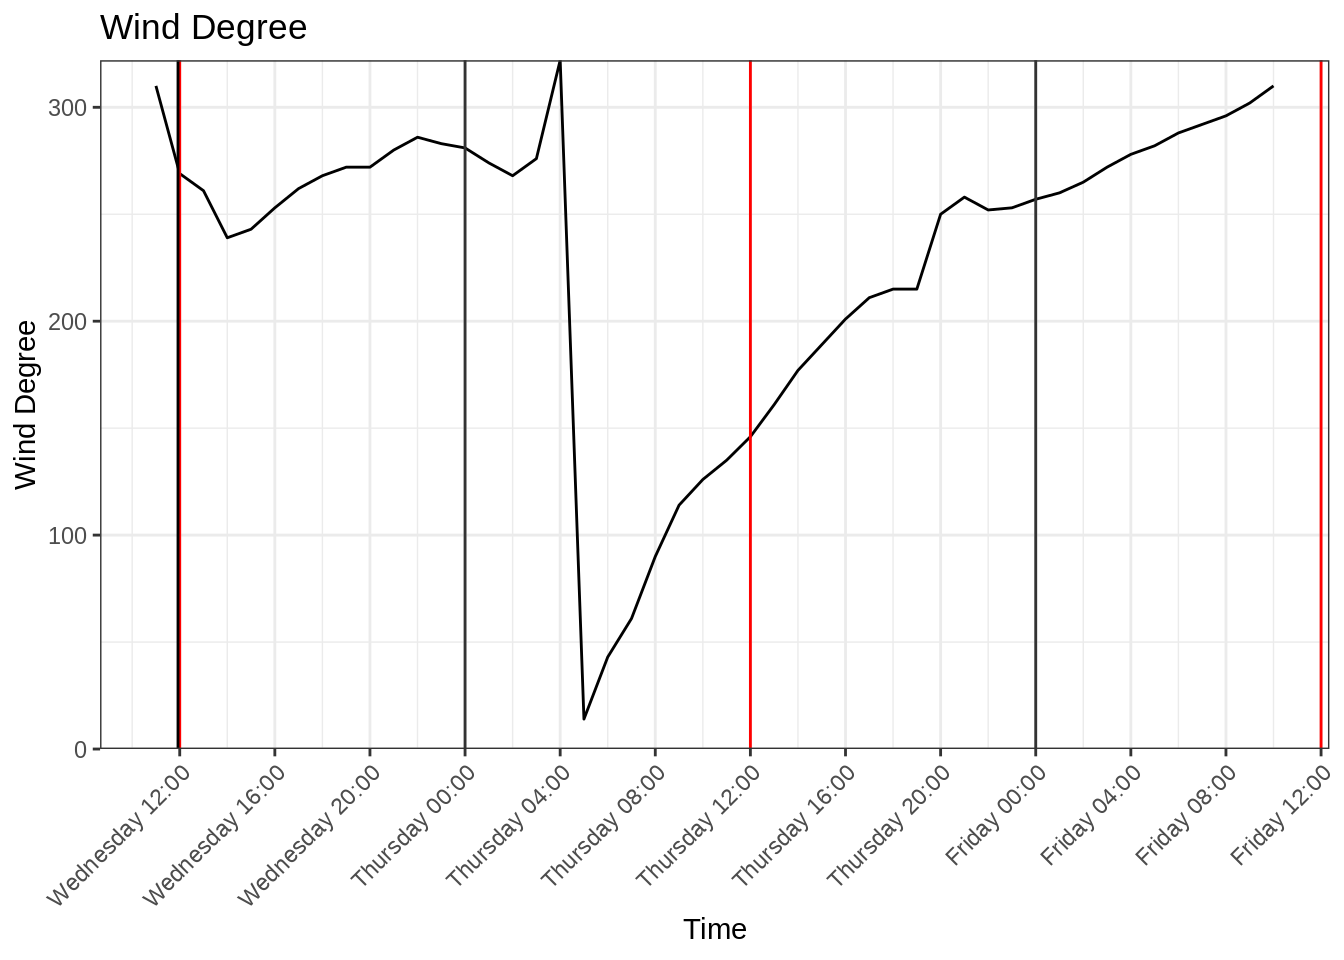 Wind Degree
Wind Degree
300
200
100
0
Wednesday 12:00
Wednesday 16:00
Wednesday 20:00
Thursday 00:00
Thursday 04:00
Thursday 08:00
Thursday 12:00
Thursday 16:00
Thursday 20:00
Friday 00:00
Friday 04:00
Friday 08:00
Friday 12:00
Time